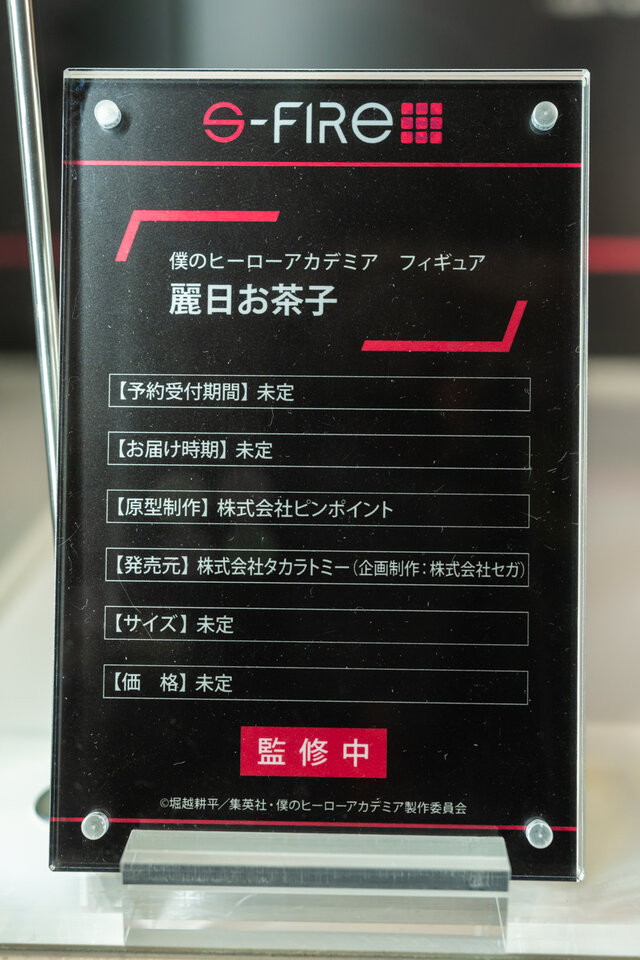 S-FIRE
僕のヒーローアカデミア　フィギュア
麗日お茶子
【予約受付期間】未定
【お届け時期】未定
【原型制作】株式会社ピンポイント
【発売元】株式会社タカラトミー（企画制作：株式会社セガ）
【サイズ】未定
【価　格】未定
監修中
©堀越耕平／集英社・僕のヒーローアカデミア製作委員会